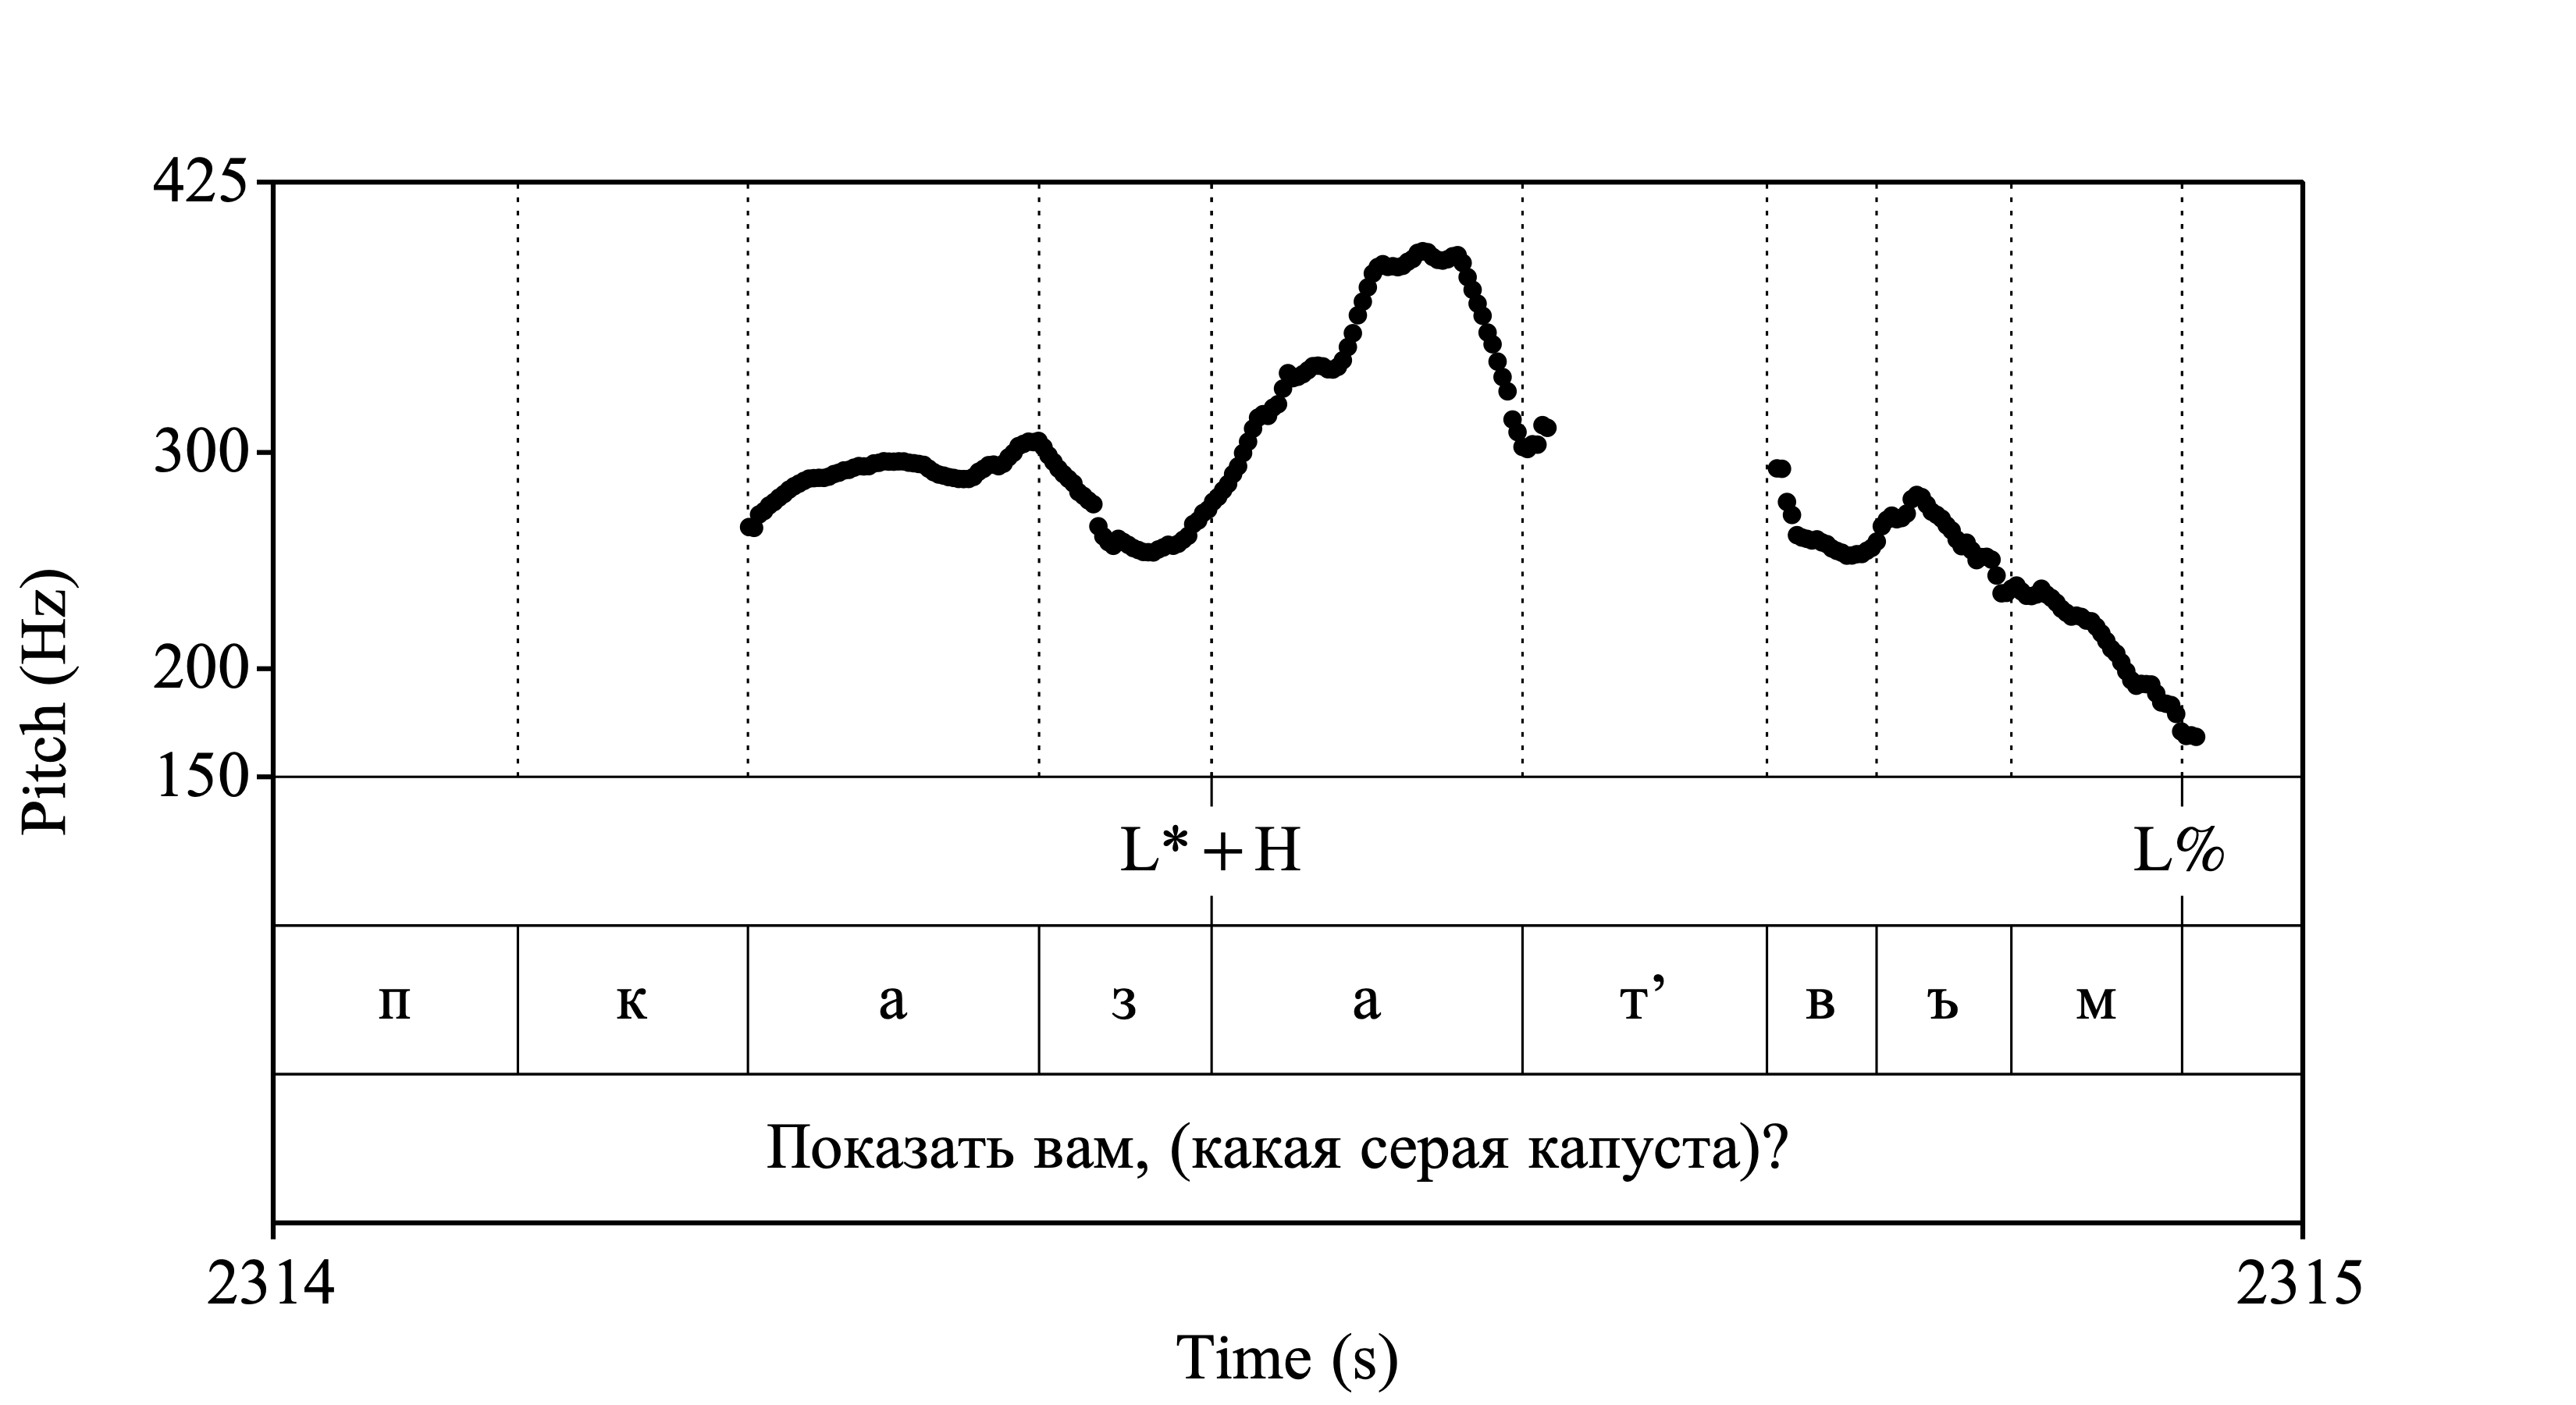 425
300
200
150
Pitch (Hz)
L*+H L%
п к а з а т’ в ъ м
Показать вам, (какая серая капуста)?
2314 2315
Time (s)